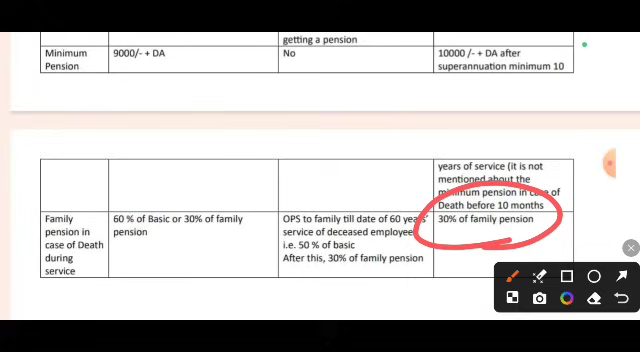 getting a pension
Minimum Pension
9000/- + DA
No
10000 /- + DA after superannuation minimum 10
years of service (it is not
mentioned about the
minimum pension in case of
Death before 10 months
Family pension in case of Death during service
60 % of Basic or 30% of family pension
OPS to family till date of 60 years
service of deceased employee
i.e. 50 % of basic
After this, 30% of family pension
30% of family pension